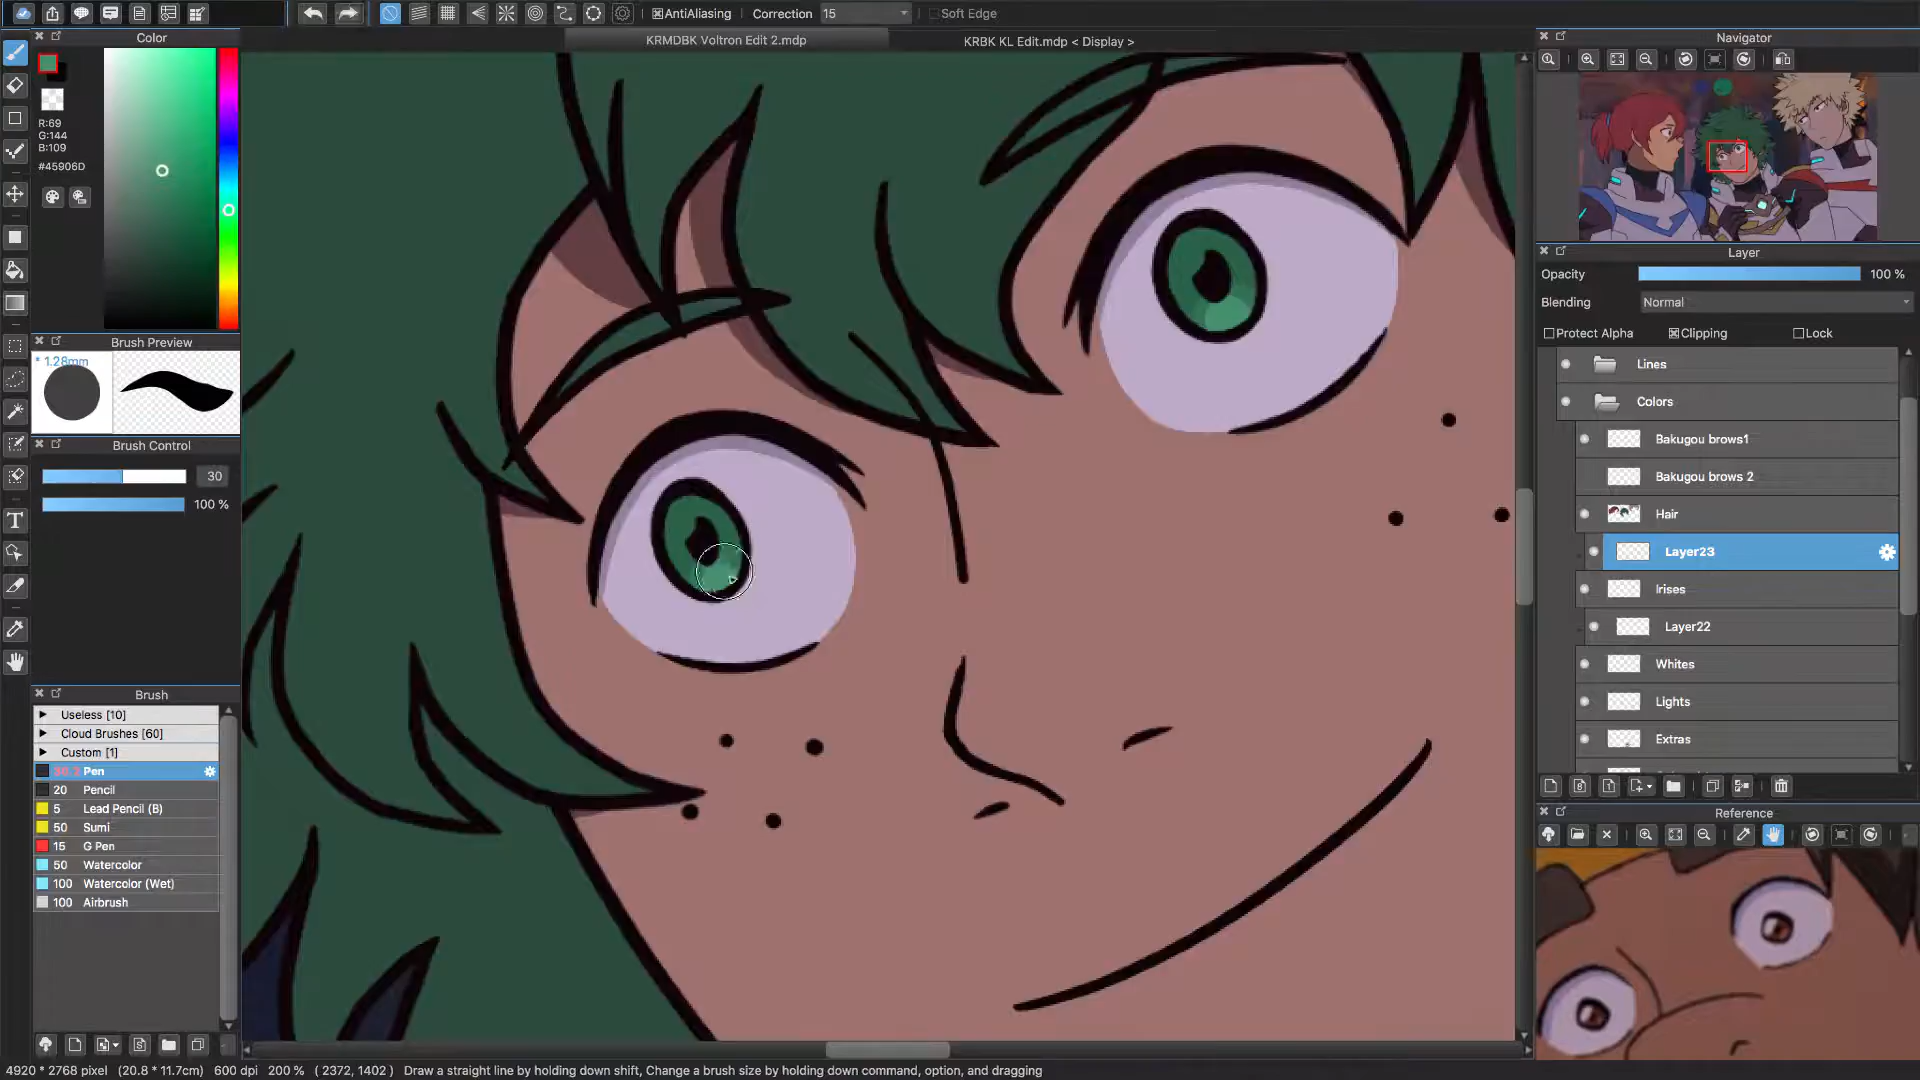 AntiAliasing
Correction
15
Soft Edge
KRMDBK Voltron Edit 2.mdp
KRBK KL Edit.mdp < Display >
Color
R:69
G:144
B:109
#45906D
Brush Preview
* 1.28mm
Brush Control
30
100 %
Brush
Useless [10]
Cloud Brushes [60]
Custom [1]
Pen
20 Pencil
5 Lead Pencil (B)
50 Sumi
15 G Pen
50 Watercolor
100 Watercolor (Wet)
100 Airbrush
Navigator
Layer
Opacity
100 %
Blending
Normal
Protect Alpha
Clipping
Lock
Lines
Colors
Bakugou brows1
Bakugou brows 2
Hair
Layer23
Irises
Layer22
Whites
Lights
Extras
Reference
4920 * 2768 pixel (20.8 * 11.7cm) 600 dpi 200 % ( 2372, 1402 ) Draw a straight line by holding down shift, Change a brush size by holding down command, option, and dragging